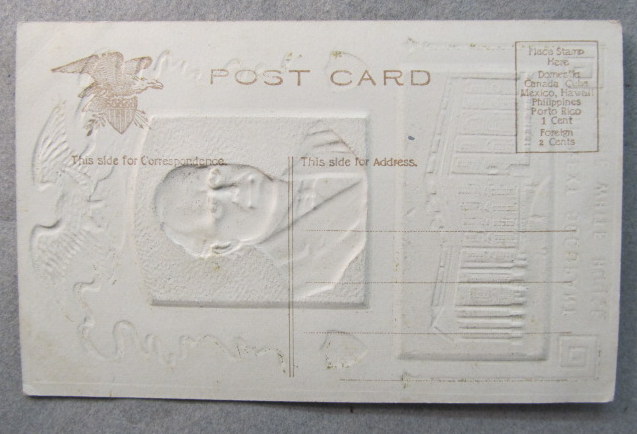 POST CARD
Place Stamp
Here
Domestic
Canada Cuba
Mexico, Hawaii
Philippines
Porto Rico
1 Cent
Foreign
2 Cents
This side for Correspondence.
This side for Address.
WHITE HOUSE